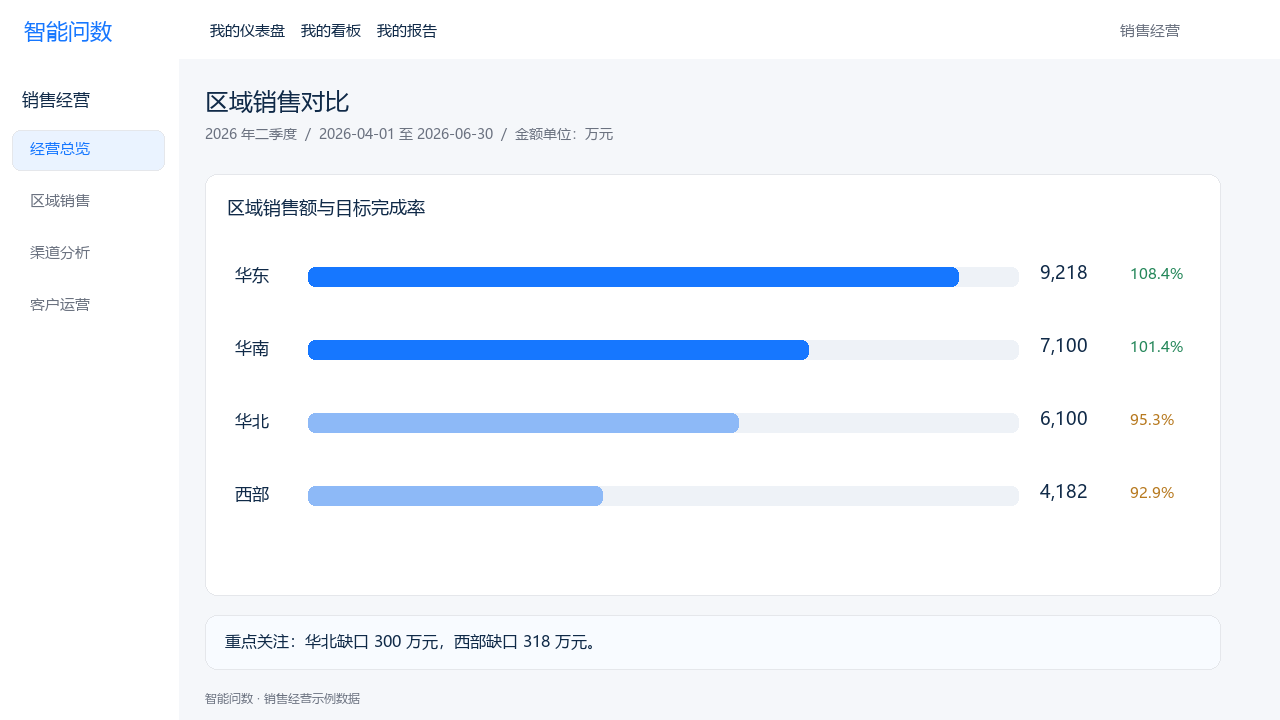 智能问数
我的仪表盘 我的看板 我的报告
销售经营
销售经营
经营总览
区域销售
渠道分析
客户运营
区域销售对比
2026 年二季度 / 2026-04-01 至 2026-06-30 / 金额单位：万元
区域销售额与目标完成率
华东 9,218 108.4%
华南 7,100 101.4%
华北 6,100 95.3%
西部 4,182 92.9%
重点关注：华北缺口 300 万元，西部缺口 318 万元。
智能问数 · 销售经营示例数据